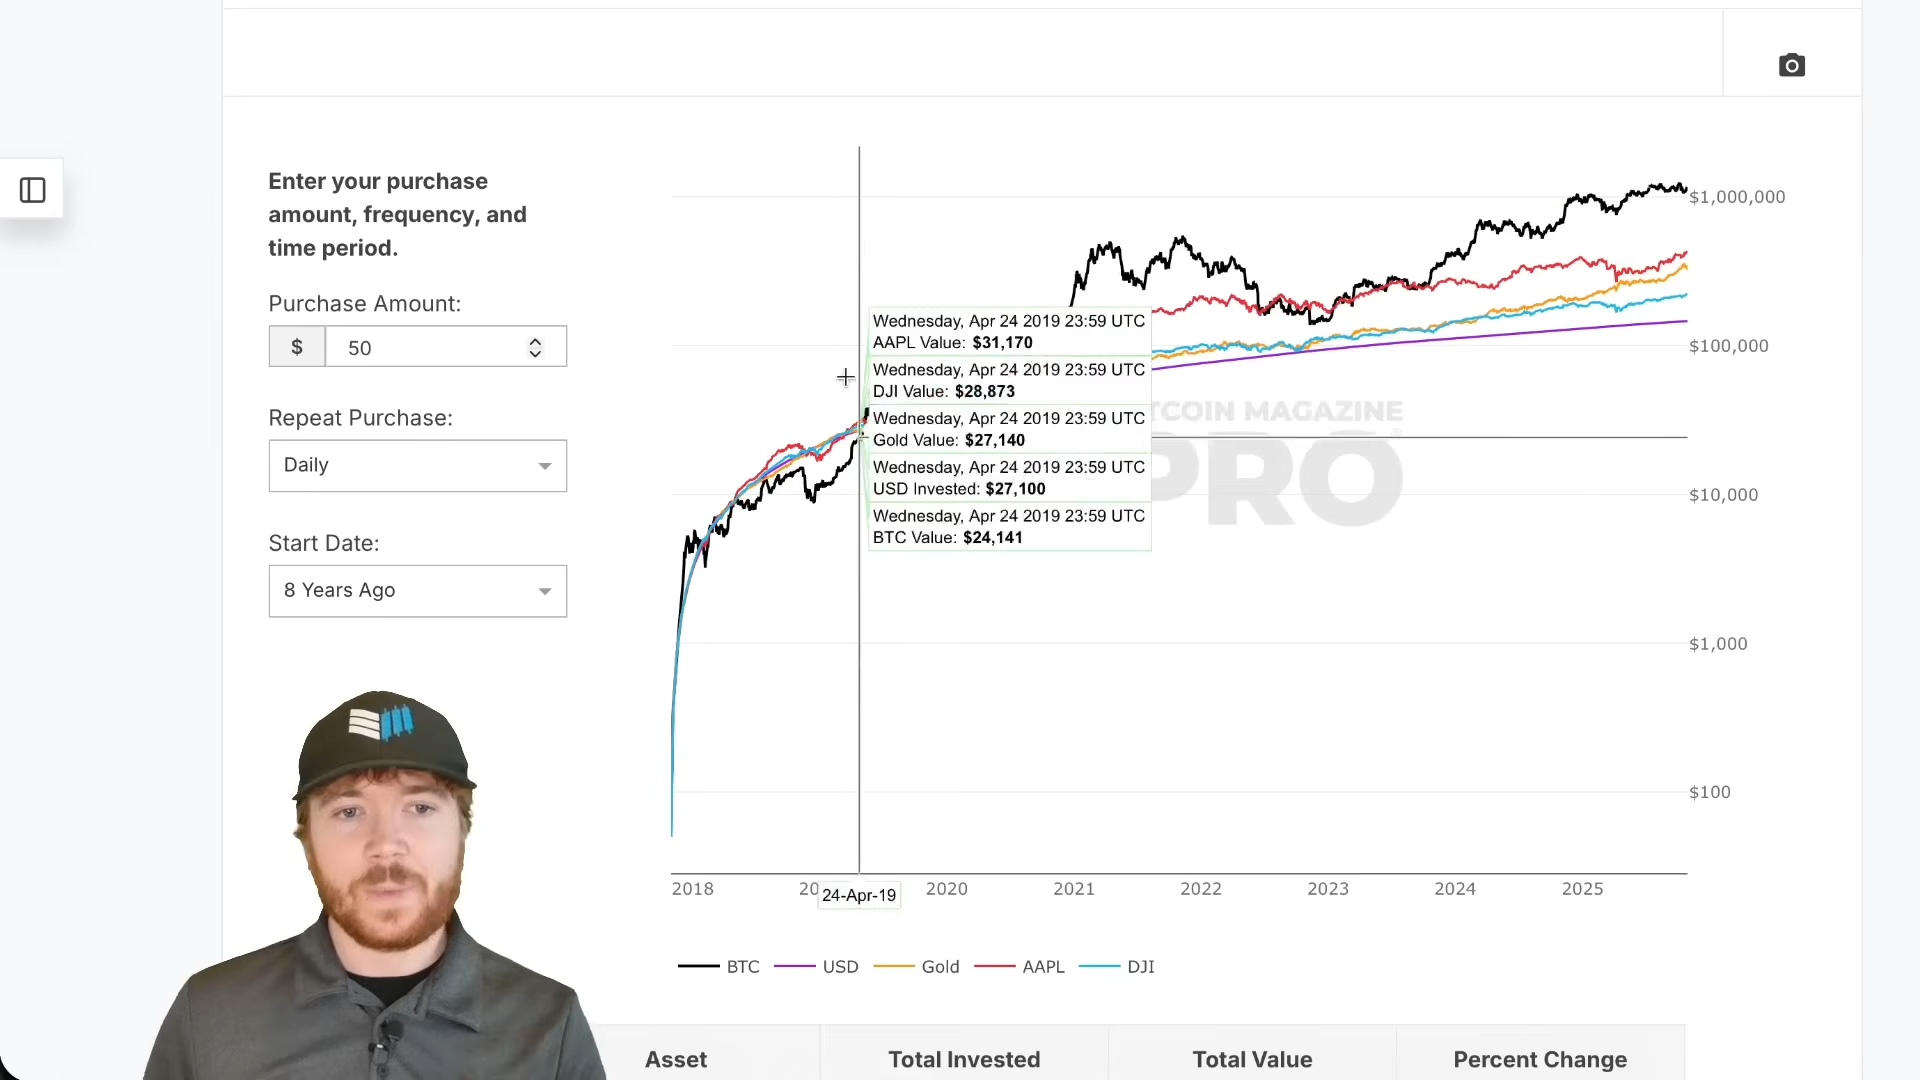 Enter your purchase
amount, frequency, and
time period.
Purchase Amount:
$ 50
Repeat Purchase:
Daily
Start Date:
8 Years Ago
$1,000,000
$100,000
$10,000
$1,000
$100
Wednesday, Apr 24 2019 23:59 UTC
AAPL Value: $31,170
Wednesday, Apr 24 2019 23:59 UTC
DJI Value: $28,873
Wednesday, Apr 24 2019 23:59 UTC
Gold Value: $27,140
Wednesday, Apr 24 2019 23:59 UTC
USD Invested: $27,100
Wednesday, Apr 24 2019 23:59 UTC
BTC Value: $24,141
TCOIN MAGAZINE
PRO®
2018 20 24-Apr-19 2020 2021 2022 2023 2024 2025
BTC USD Gold AAPL DJI
Asset Total Invested Total Value Percent Change